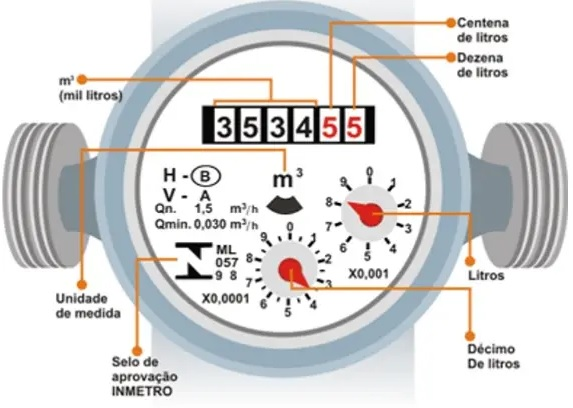 Centena
de litros
Dezena
de litros
m³
(mil litros)
3 5 3 4 5 5
H - B
V - A
Qn. 1,5 m³/h
Qmin. 0,030 m³/h
m³
ML
057
9 8
X0,0001
0 1 2 3 4 5 6 7 8 9
X0,001
0 1 2 3 4 5 6 7 8 9
Unidade
de medida
Litros
Selo de
aprovação
INMETRO
Décimo
De litros